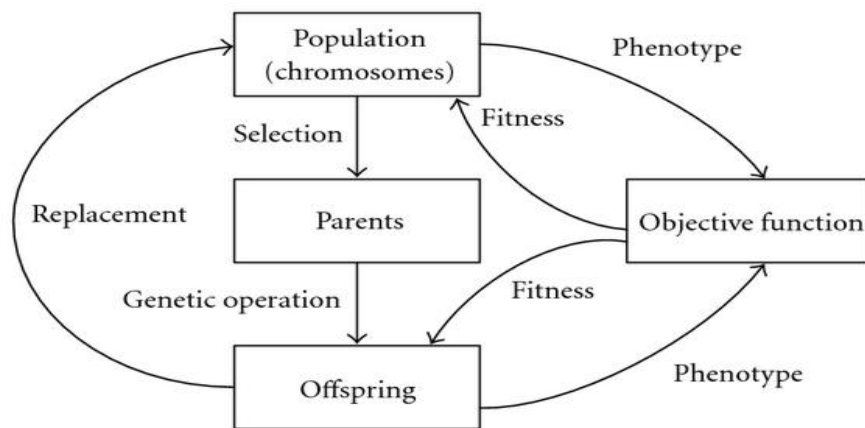 Population
(chromosomes)
Phenotype
Selection
Fitness
Replacement
Parents
Objective function
Genetic operation
Fitness
Offspring
Phenotype